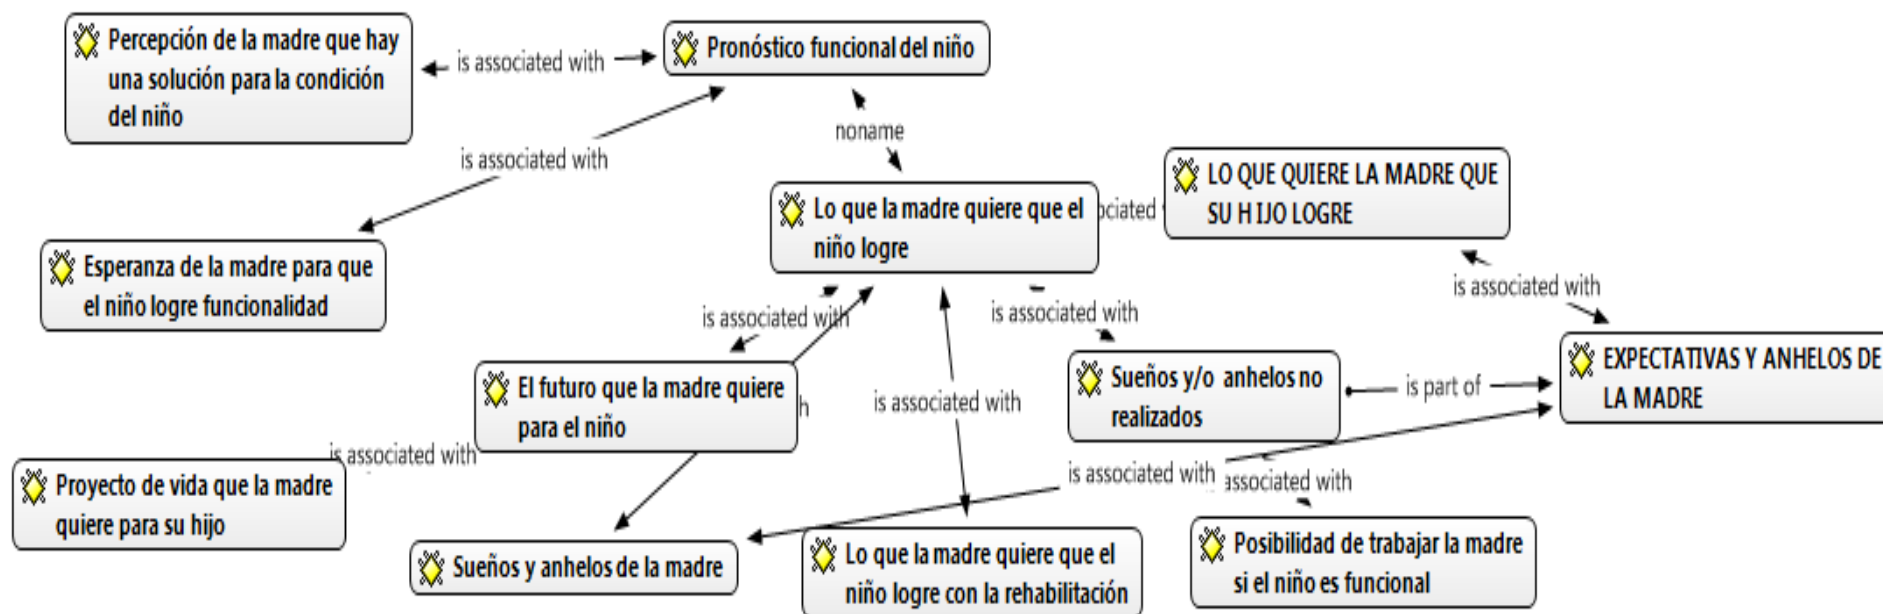 Percepción de la madre que hay
una solución para la condición
del niño
is associated with
Pronóstico funcional del niño
is associated with
noname
Esperanza de la madre para que
el niño logre funcionalidad
Lo que la madre quiere que el
niño logre
ociated
LO QUE QUIERE LA MADRE QUE
SU H IJO LOGRE
is associated with
is associated with
is associated with
is associated with
El futuro que la madre quiere
para el niño
h
Sueños y/o anhelos no
realizados
is part of
EXPECTATIVAS Y ANHELOS DE
LA MADRE
is associated with
is associated with
associated with
Proyecto de vida que la madre
quiere para su hijo
Sueños y anhelos de la madre
Lo que la madre quiere que el
niño logre con la rehabilitación
Posibilidad de trabajar la madre
si el niño es funcional